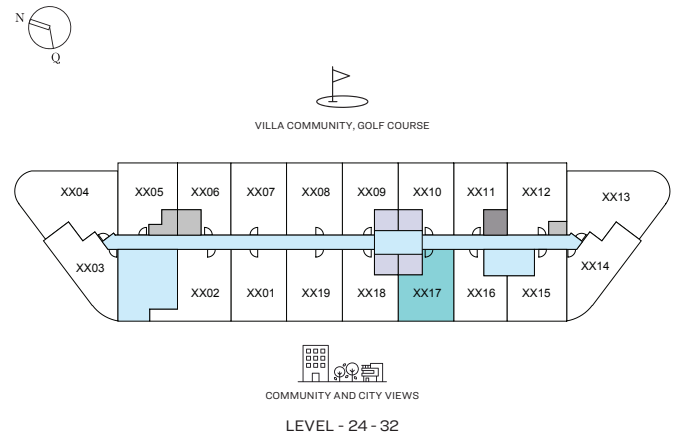 N
Q
VILLA COMMUNITY, GOLF COURSE
XX04 XX05 XX06 XX07 XX08 XX09 XX10 XX11 XX12 XX13
XX03 XX14
XX02 XX01 XX19 XX18 XX17 XX16 XX15
COMMUNITY AND CITY VIEWS
LEVEL - 24 - 32